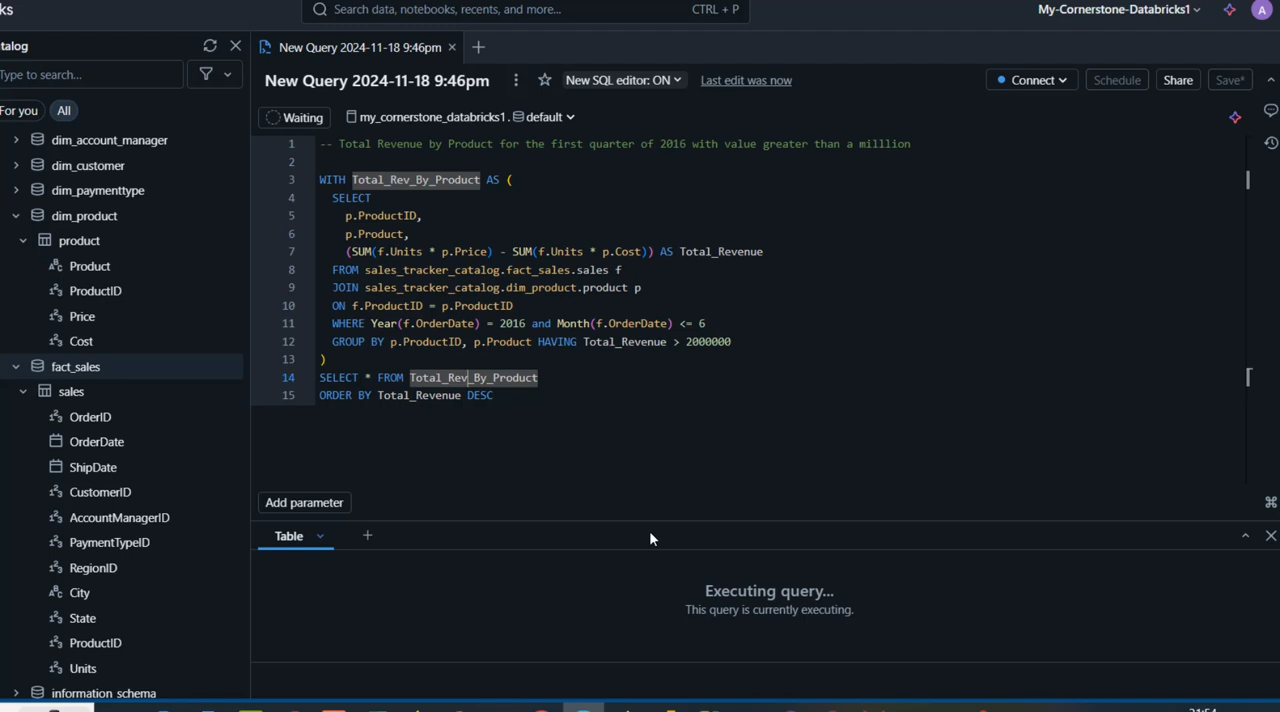 ks
Search data, notebooks, recents, and more...
CTRL + P
My-Cornerstone-Databricks1
A
atalog
Type to search...
For you
All
dim_account_manager
dim_customer
dim_paymenttype
dim_product
product
Product
ProductID
Price
Cost
fact_sales
sales
OrderID
OrderDate
ShipDate
CustomerID
AccountManagerID
PaymentTypeID
RegionID
City
State
ProductID
Units
information_schema
New Query 2024-11-18 9:46pm
New Query 2024-11-18 9:46pm
New SQL editor: ON
Last edit was now
Connect
Schedule
Share
Save*
Waiting
my_cornerstone_databricks1.
default
1 -- Total Revenue by Product for the first quarter of 2016 with value greater than a milllion
2
3 WITH Total_Rev_By_Product AS (
4 SELECT
5 p.ProductID,
6 p.Product,
7 (SUM(f.Units * p.Price) - SUM(f.Units * p.Cost)) AS Total_Revenue
8 FROM sales_tracker_catalog.fact_sales.sales f
9 JOIN sales_tracker_catalog.dim_product.product p
10 ON f.ProductID = p.ProductID
11 WHERE Year(f.OrderDate) = 2016 and Month(f.OrderDate) <= 6
12 GROUP BY p.ProductID, p.Product HAVING Total_Revenue > 2000000
13 )
14 SELECT * FROM Total_Rev_By_Product
15 ORDER BY Total_Revenue DESC
Add parameter
Table
Executing query...
This query is currently executing.